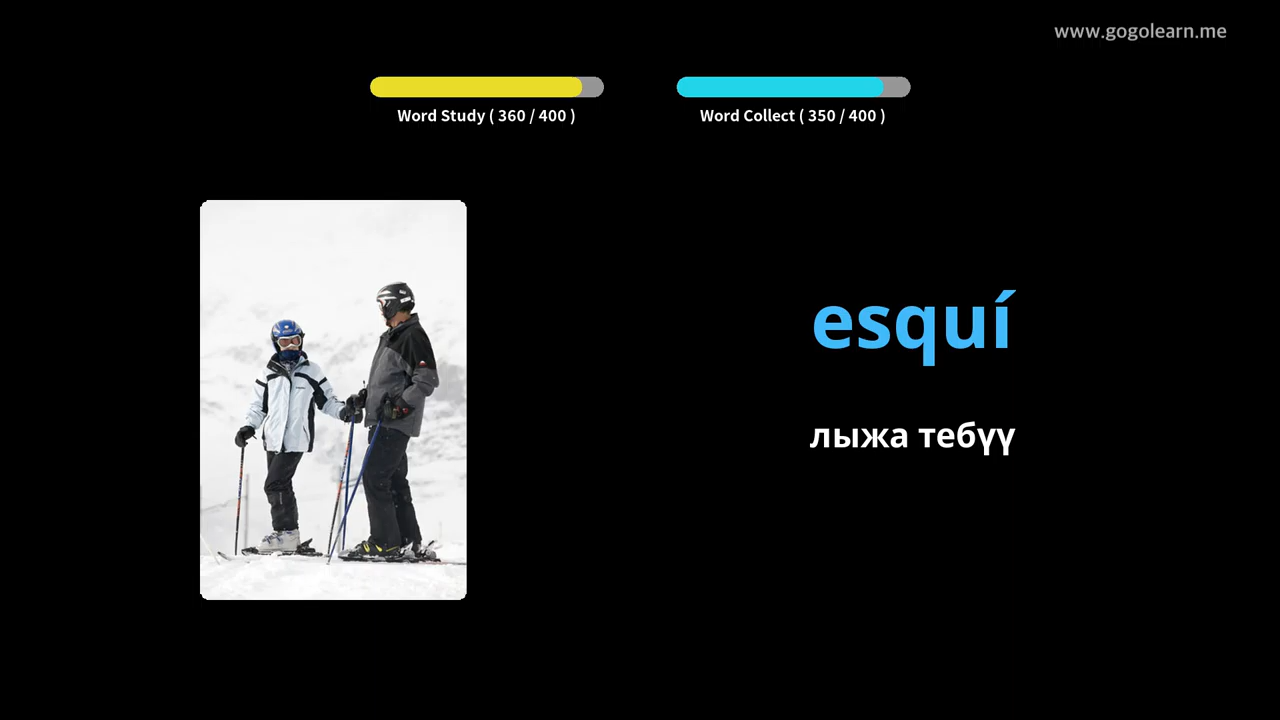 www.gogolearn.me
Word Study ( 360 / 400 )
Word Collect ( 350 / 400 )
esquí
лыжа тебүү